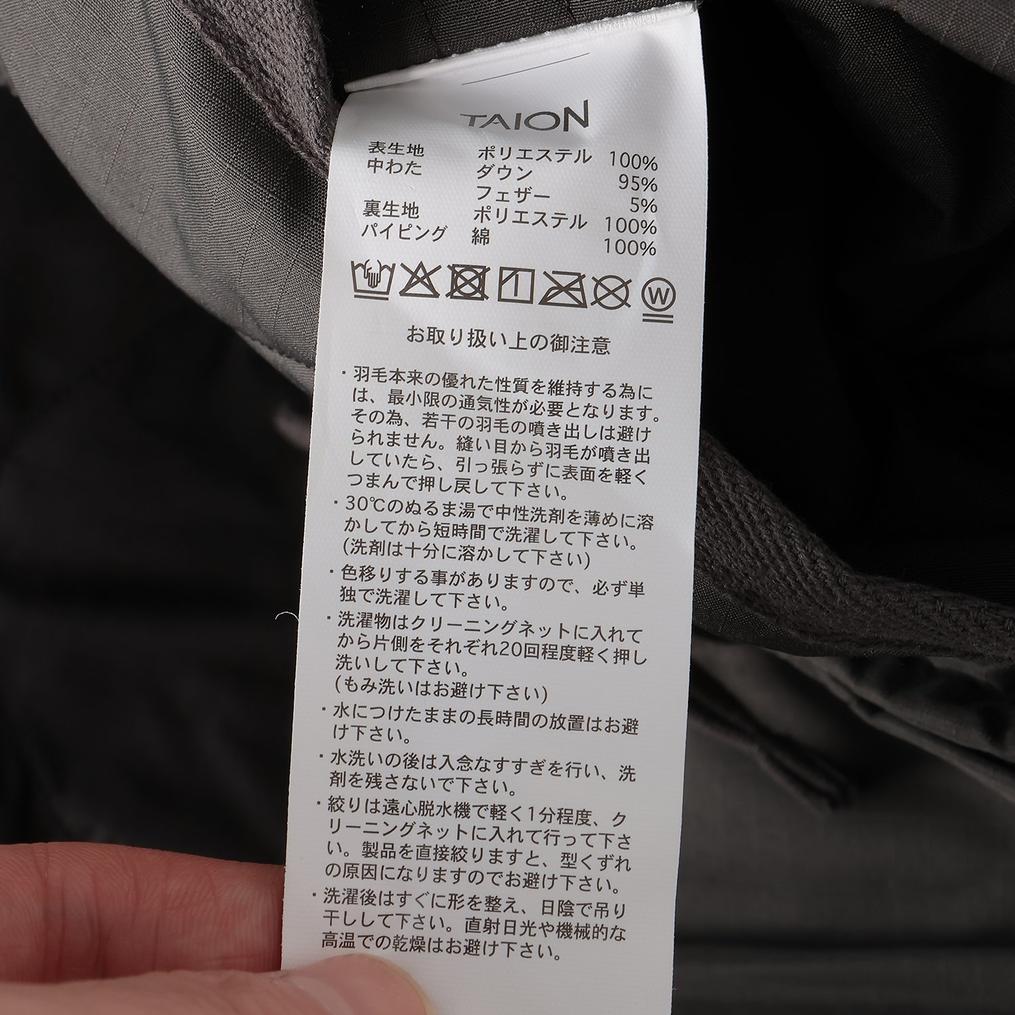 TAION
表生地 ポリエステル 100%
中わた ダウン 95%
フェザー 5%
裏生地 ポリエステル 100%
パイピング 綿 100%
W
お取り扱い上の御注意
・羽毛本来の優れた性質を維持する為に
は、最小限の通気性が必要となります。
その為、若干の羽毛の噴き出しは避け
られません。縫い目から羽毛が噴き出
していたら、引っ張らずに表面を軽く
つまんで押し戻して下さい。
・30℃のぬるま湯で中性洗剤を薄めに溶
かしてから短時間で洗濯して下さい。
(洗剤は十分に溶かして下さい)
・色移りする事がありますので、必ず単
独で洗濯して下さい。
・洗濯物はクリーニングネットに入れて
から片側をそれぞれ20回程度軽く押し
洗いして下さい。
(もみ洗いはお避け下さい)
・水につけたままの長時間の放置はお避
け下さい。
・水洗いの後は入念なすすぎを行い、洗
剤を残さないで下さい。
・絞りは遠心脱水機で軽く1分程度、ク
リーニングネットに入れて行って下さ
い。製品を直接絞りますと、型くずれ
の原因になりますのでお避け下さい。
・洗濯後はすぐに形を整え、日陰で吊り
干しして下さい。直射日光や機械的な
高温での乾燥はお避け下さい。